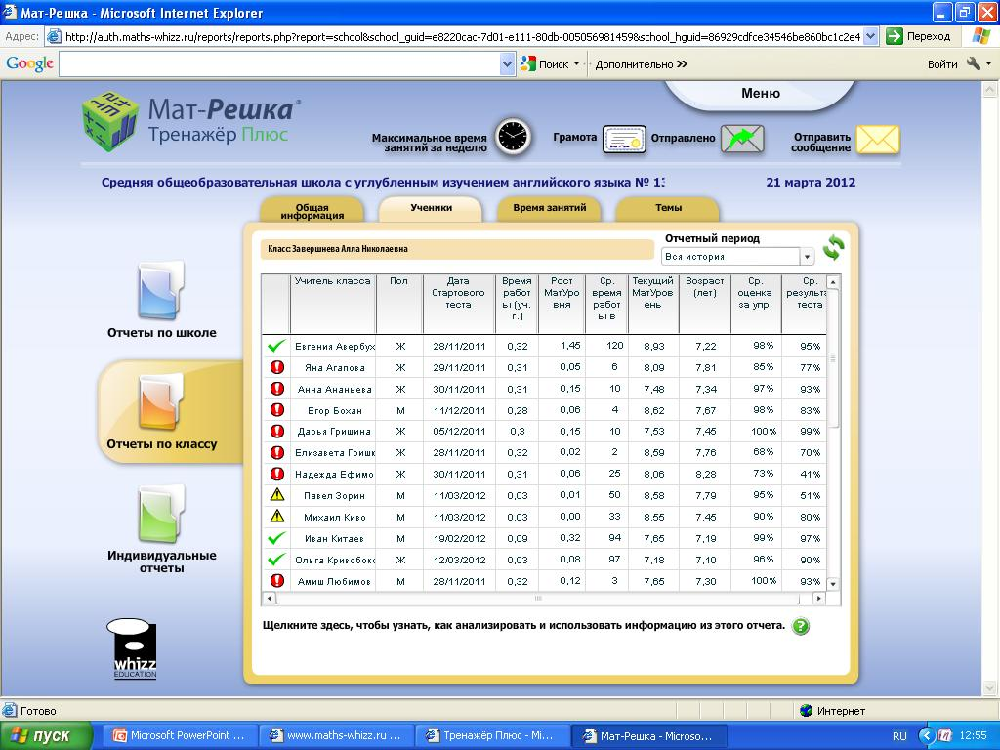 Мат-Решка - Microsoft Internet Explorer
Адрес: http://auth.maths-whizz.ru/reports/reports.php?report=school&school_guid=e8220cac-7d01-e111-80db-005056981459&school_hguid=86929cdfce34546be860bc1c2e4 Переход
Google Поиск Дополнительно >> Войти
Меню
Мат-Решка®
Тренажёр Плюс
Максимальное время занятий за неделю
Грамота
Отправлено
Отправить сообщение
Средняя общеобразовательная школа с углубленным изучением английского языка № 13 21 марта 2012
Общая информация Ученики Время занятий Темы
Класс: Завершнева Алла Николаевна
Отчетный период
Вся история
Учитель класса Пол Дата Стартового теста Время работ ы (уч. г.) Рост МатУро вня Ср. время работ ы в Текущий МатУров ень Возраст (лет) Ср. оценка за упр. Ср. результа теста
Евгения Авербух Ж 28/11/2011 0,32 1,45 120 8,93 7,22 98% 95%
Яна Агапова Ж 29/11/2011 0,31 0,05 6 8,09 7,81 85% 77%
Анна Ананьева Ж 30/11/2011 0,31 0,15 10 7,48 7,34 97% 93%
Егор Бохан М 11/12/2011 0,28 0,06 4 8,62 7,67 98% 83%
Дарья Гришина Ж 05/12/2011 0,3 0,15 10 7,53 7,45 100% 99%
Елизавета Гришк Ж 28/11/2011 0,32 0,02 2 8,59 7,76 68% 70%
Надежда Ефимо Ж 30/11/2011 0,31 0,06 25 8,06 8,28 73% 41%
Павел Зорин М 11/03/2012 0,03 0,01 50 8,58 7,79 95% 51%
Михаил Киво М 11/03/2012 0,03 0,00 33 8,55 7,45 90% 80%
Иван Китаев М 19/02/2012 0,09 0,32 94 7,65 7,19 99% 97%
Ольга Кривобокс Ж 12/03/2012 0,03 0,08 97 7,18 7,10 96% 90%
Амиш Любимов М 28/11/2011 0,32 0,12 3 7,65 7,30 100% 93%
Щелкните здесь, чтобы узнать, как анализировать и использовать информацию из этого отчета. ?
Отчеты по школе
Отчеты по классу
Индивидуальные отчеты
whizz
EDUCATION
Готово Интернет
пуск Microsoft PowerPoint ... www.maths-whizz.ru ... Тренажёр Плюс - Mi... Мат-Решка - Microso... RU 12:55